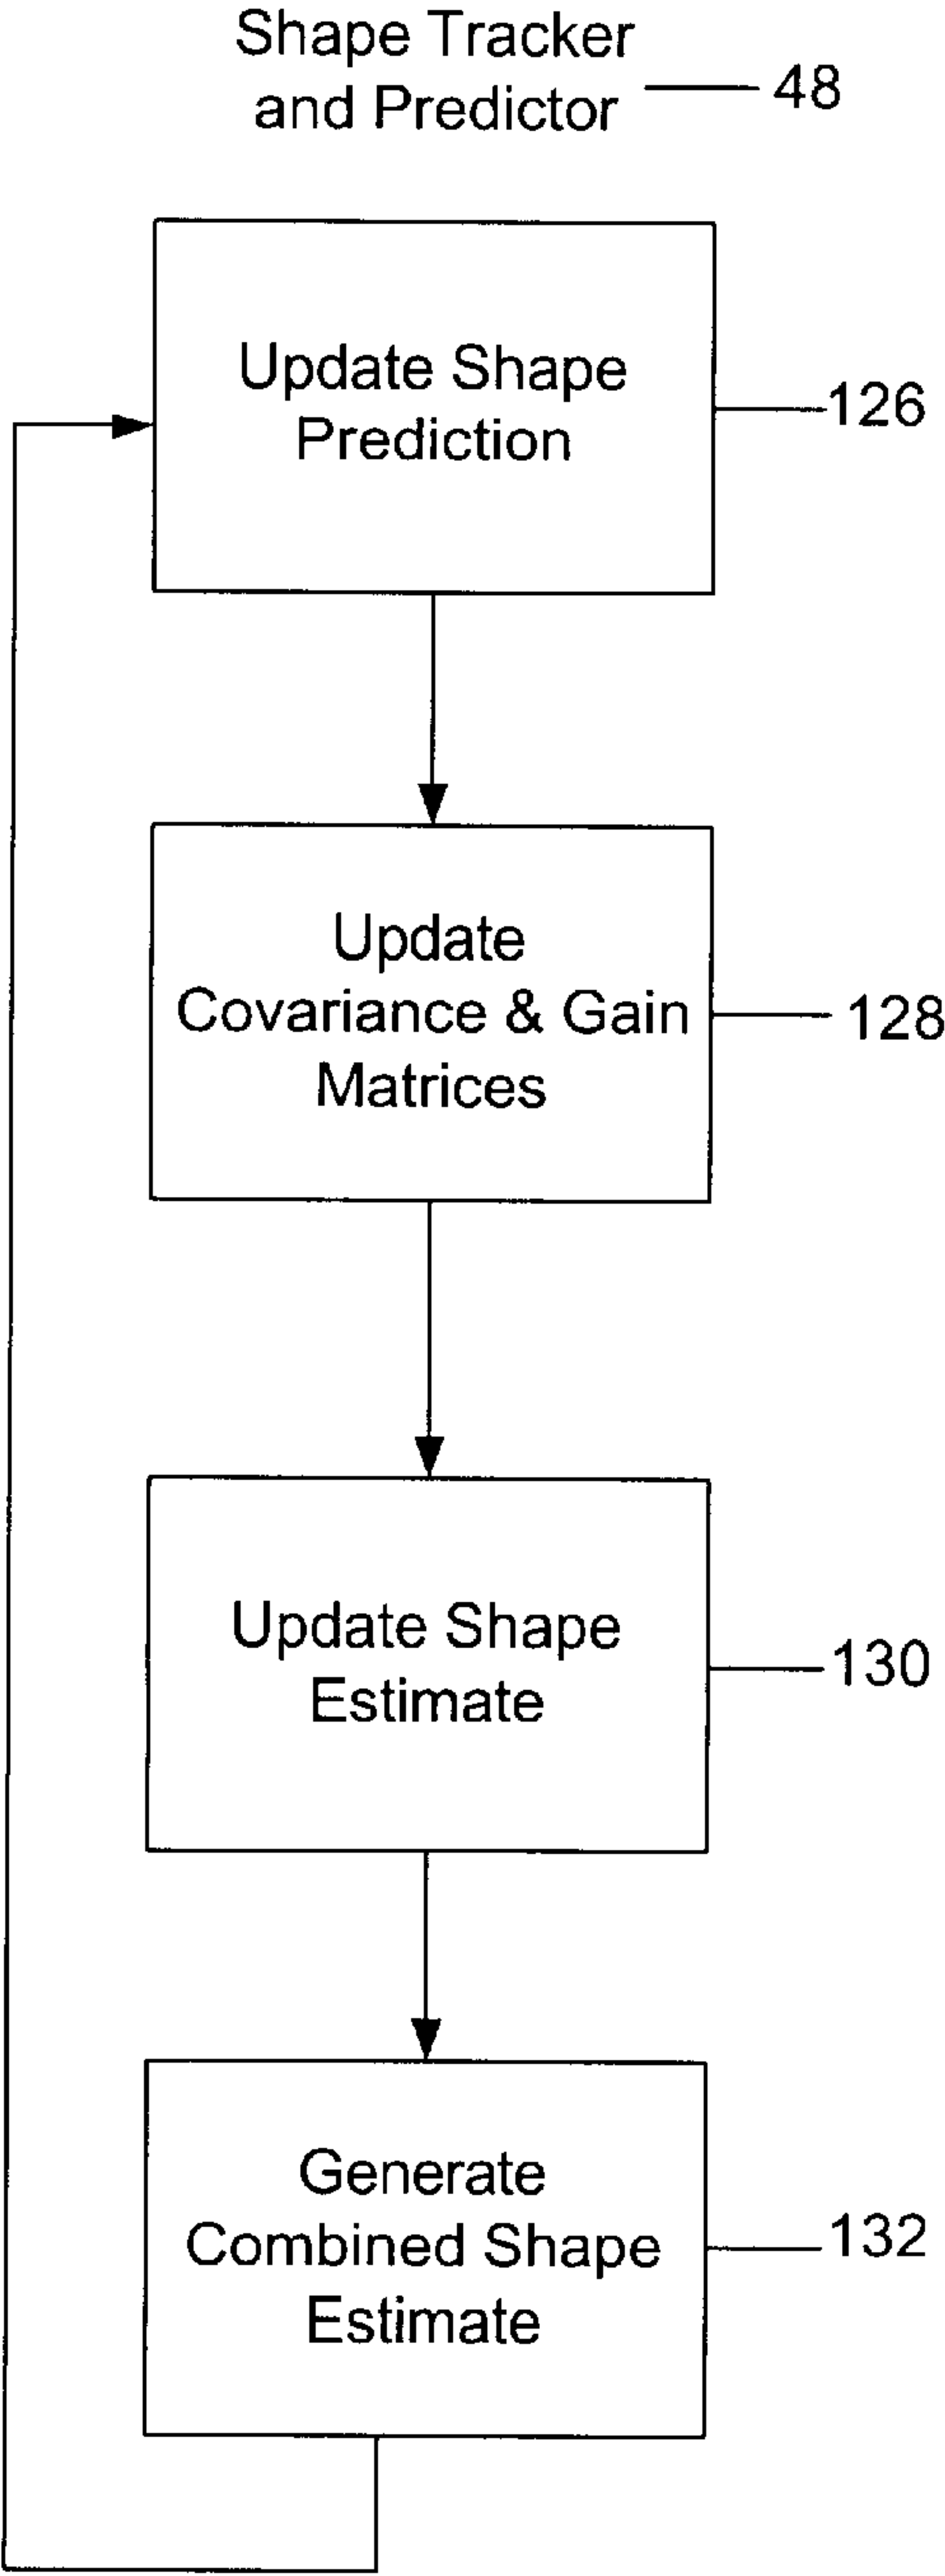 Shape Tracker
and Predictor
48
Update Shape
Prediction
126
Update
Covariance & Gain
Matrices
128
Update Shape
Estimate
130
Generate
Combined Shape
Estimate
132